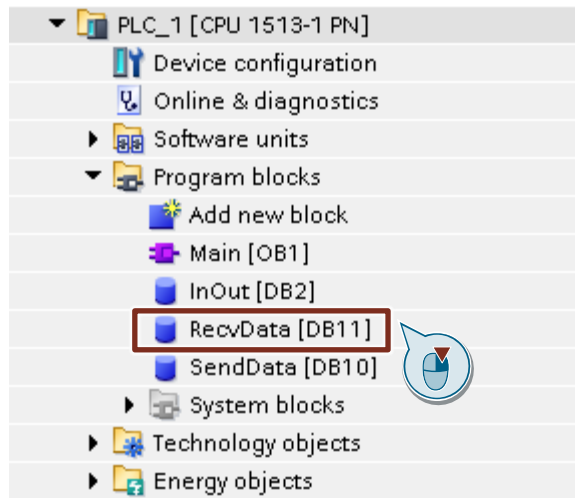 PLC_1 [CPU 1513-1 PN]
Device configuration
Online & diagnostics
Software units
Program blocks
Add new block
Main [OB1]
InOut [DB2]
RecvData [DB11]
SendData [DB10]
System blocks
Technology objects
Energy objects